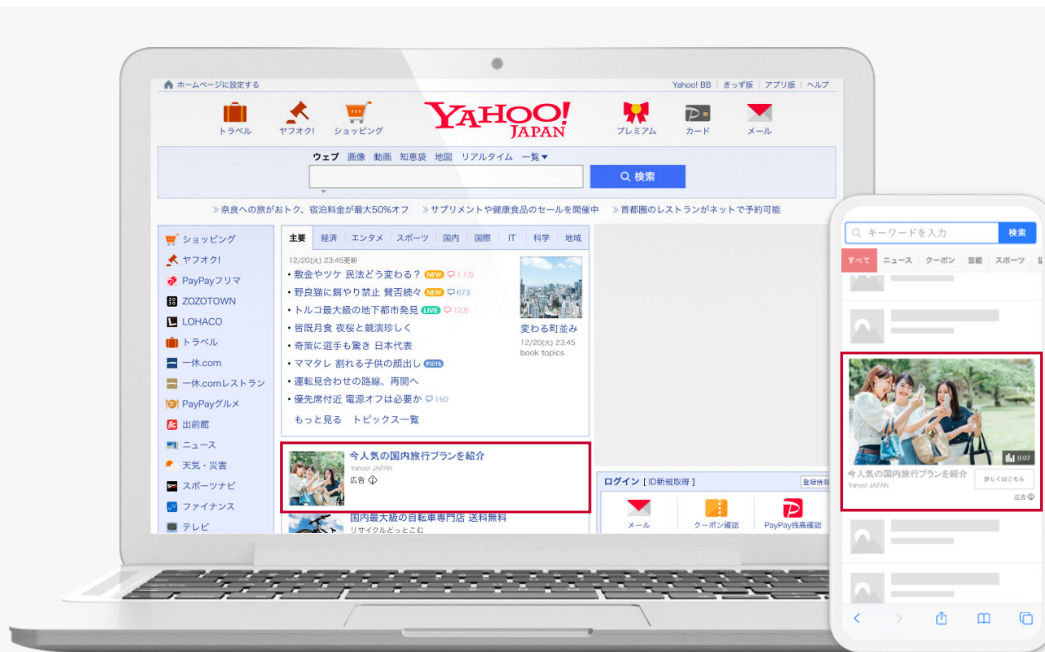 ホームページに設定する
Yahoo! BB | きっず版 | アプリ版 | ヘルプ
トラベル
ヤフオク!
ショッピング
YAHOO!
JAPAN
プレミアム
カード
メール
ウェブ 画像 動画 知恵袋 地図 リアルタイム 一覧▼
検索
≫奈良への旅がおトク、宿泊料金が最大50%オフ ≫サプリメントや健康食品のセールを開催中 ≫首都圏のレストランがネットで予約可能
ショッピング
ヤフオク!
PayPayフリマ
ZOZOTOWN
LOHACO
トラベル
一休.com
一休.comレストラン
PayPayグルメ
出前館
ニュース
天気・災害
スポーツナビ
ファイナンス
テレビ
主要 経済 エンタメ スポーツ 国内 国際 IT 科学 地域
12/20(火) 23:45更新
・敷金やツケ 民法どう変わる? NEW 1.1万
・野良猫に餌やり禁止 賛否続々 NEW 673
・トルコ最大級の地下都市発見 LIVE 12万
・皆既月食 夜桜と競演珍しく
・奇策に選手も驚き 日本代表
・ママタレ 割れる子供の顔出し
・運転見合わせの路線、再開へ
・優先席付近 電源オフは必要か 150
もっと見る トピックス一覧
変わる町並み
12/20(火) 23:45
book topics
今人気の国内旅行プランを紹介
Yahoo! JAPAN
広告
国内最大級の自転車専門店 送料無料
リサイクルどっとこむ
ログイン [ ID新規取得 ]
登録情報
メール
クーポン確認
PayPay残高確認
キーワードを入力
検索
すべて ニュース クーポン 芸能 スポーツ
0:07
今人気の国内旅行プランを紹介
Yahoo! JAPAN
詳しくはこちら
広告